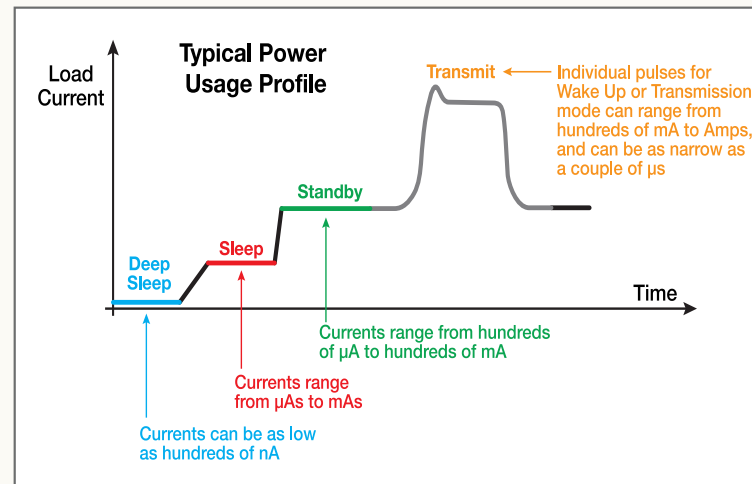 Typical Power
Usage Profile
Load
Current
Transmit
Individual pulses for
Wake Up or Transmission
mode can range from
hundreds of mA to Amps,
and can be as narrow as
a couple of µs
Standby
Sleep
Deep
Sleep
Time
Currents range from hundreds
of µA to hundreds of mA
Currents range
from µAs to mAs
Currents can be as low
as hundreds of nA